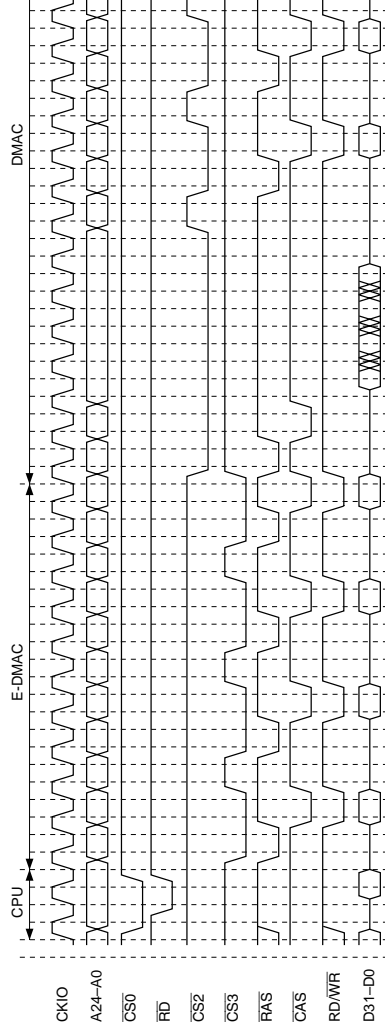 CPU
E-DMAC
DMAC
CKIO
A24–A0
CS0
RD
CS2
CS3
RAS
CAS
RD/WR
D31–D0